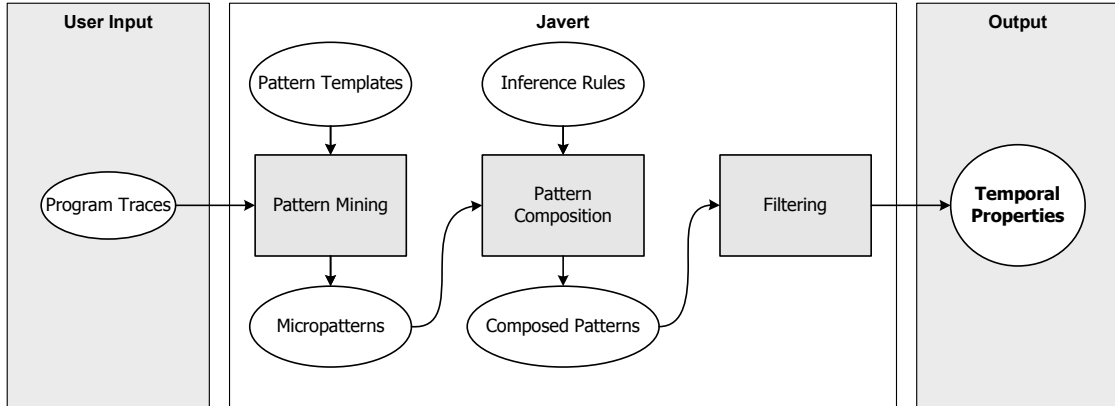 User Input
Javert
Output
Pattern Templates
Inference Rules
Program Traces
Pattern Mining
Pattern
Composition
Filtering
Temporal
Properties
Micropatterns
Composed Patterns